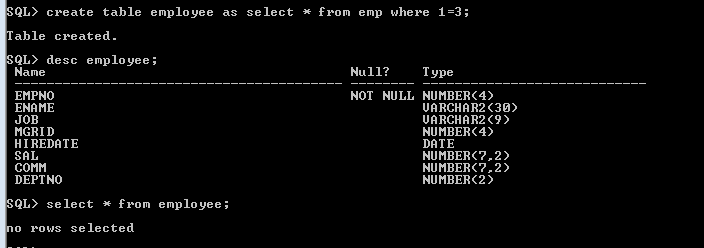 SQL> create table employee as select * from emp where 1=3;
Table created.
SQL> desc employee;
Name Null? Type
----------------------------------------- -------- ----------------------------
EMPNO NOT NULL NUMBER(4)
ENAME VARCHAR2(30)
JOB VARCHAR2(9)
MGRID NUMBER(4)
HIREDATE DATE
SAL NUMBER(7,2)
COMM NUMBER(7,2)
DEPTNO NUMBER(2)
SQL> select * from employee;
no rows selected